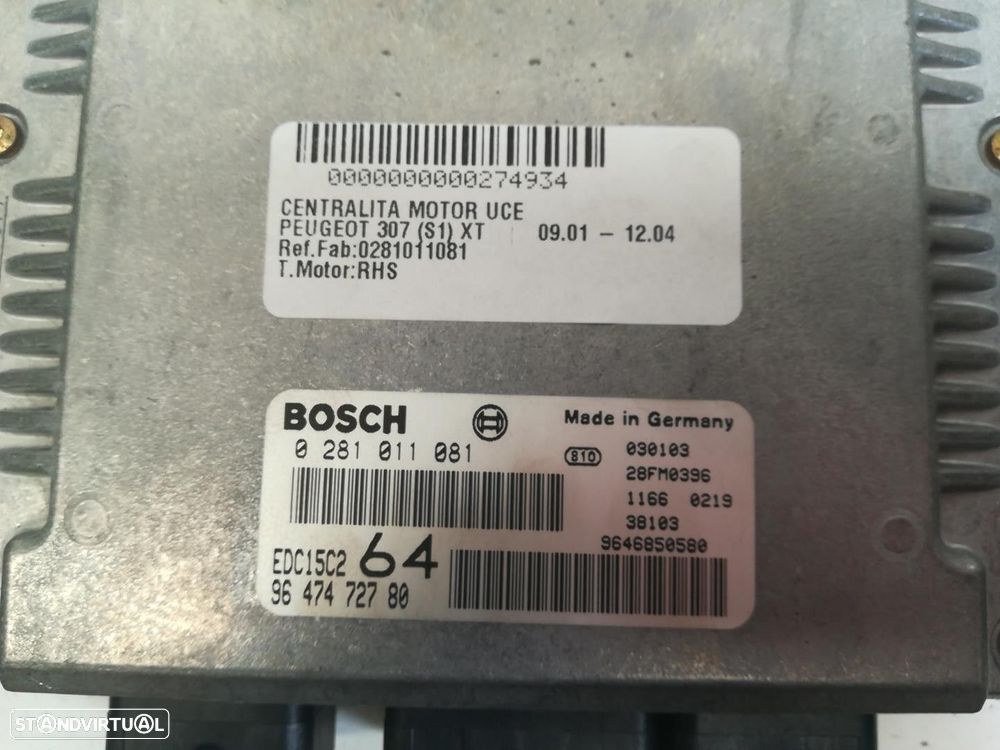 0000000000274934
CENTRALITA MOTOR UCE
PEUGEOT 307 (S1) XT 09.01 - 12.04
Ref.Fab:0281011081
T.Motor:RHS
BOSCH Made in Germany
0 281 011 081 810 030103
28FM0396
1166 0219
38103
9646850580
EDC15C2 64
96 474 727 80
STANDVIRTUAL